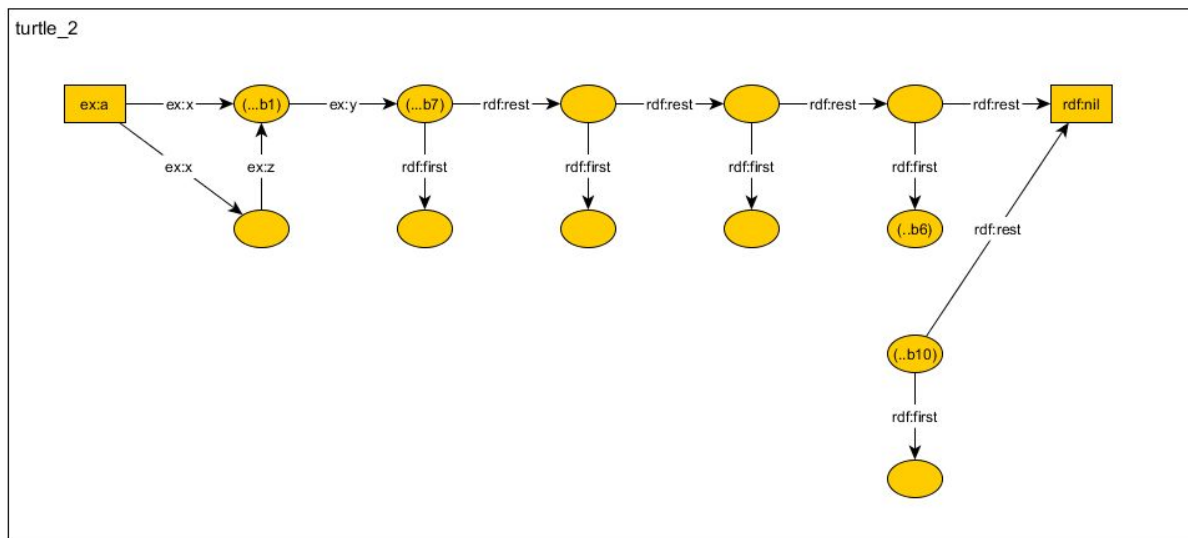 turtle_2
ex:a ex:x (...b1) ex:y (...b7) rdf:rest rdf:rest rdf:rest rdf:rest rdf:nil
ex:x ex:z rdf:first rdf:first rdf:first rdf:first
(..b6) rdf:rest
(..b10)
rdf:first